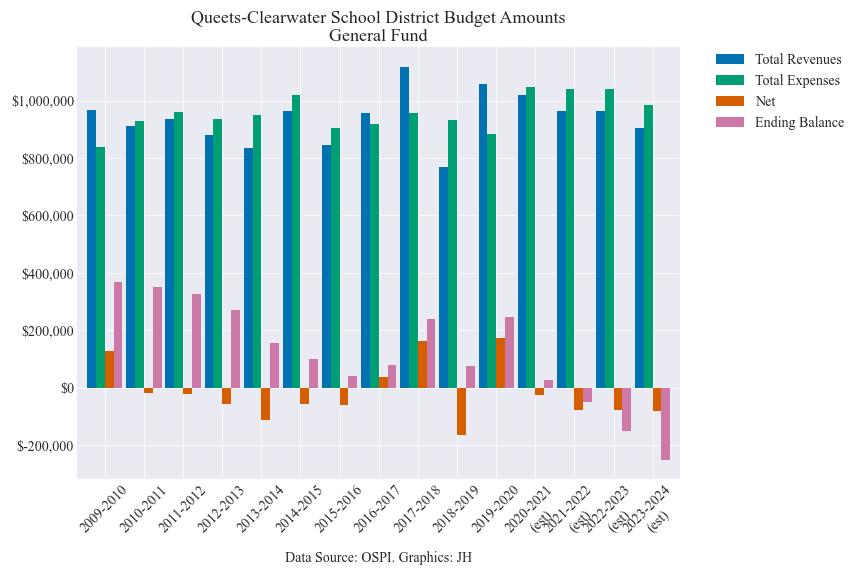 Queets-Clearwater School District Budget Amounts
General Fund
Total Revenues
Total Expenses
Net
Ending Balance
$1,000,000
$800,000
$600,000
$400,000
$200,000
$0
$-200,000
2009-2010
2010-2011
2011-2012
2012-2013
2013-2014
2014-2015
2015-2016
2016-2017
2017-2018
2018-2019
2019-2020
2020-2021
(est)
2021-2022
(est)
2022-2023
(est)
2023-2024
(est)
Data Source: OSPI. Graphics: JH